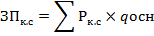 ЗПк.с = ∑ Рк.с × qосн